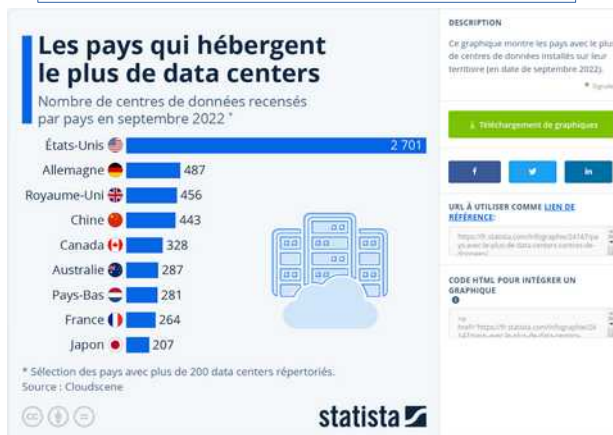 Les pays qui hébergent
le plus de data centers
Nombre de centres de données recensés
par pays en septembre 2022 *
États-Unis 2 701
Allemagne 487
Royaume-Uni 456
Chine 443
Canada 328
Australie 287
Pays-Bas 281
France 264
Japon 207
* Sélection des pays avec plus de 200 data centers répertoriés.
Source : Cloudscene
cc
statista
DESCRIPTION
Ce graphique montre les pays avec le plus
de centres de données installés sur leur
territoire (en date de septembre 2022).
Téléchargement de graphiques
f
in
URL À UTILISER COMME LIEN DE
RÉFÉRENCE:
CODE HTML POUR INTÉGRER UN
GRAPHIQUE